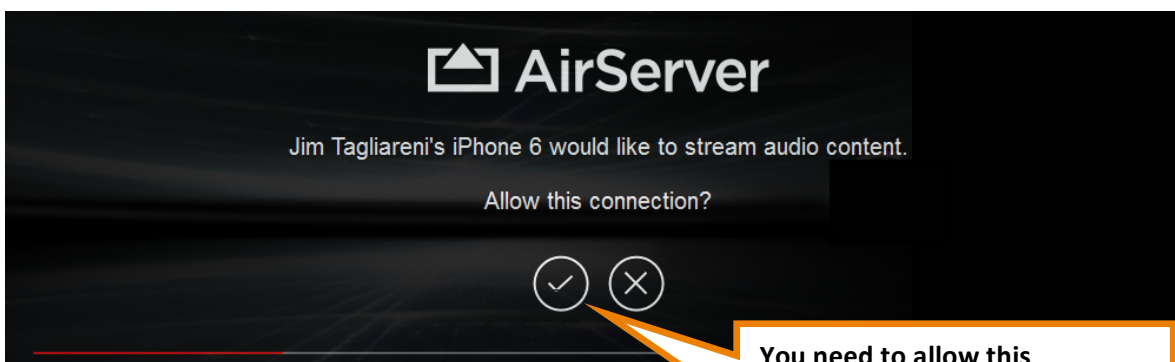 AirServer
Jim Tagliareni's iPhone 6 would like to stream audio content.
Allow this connection?
You need to allow this